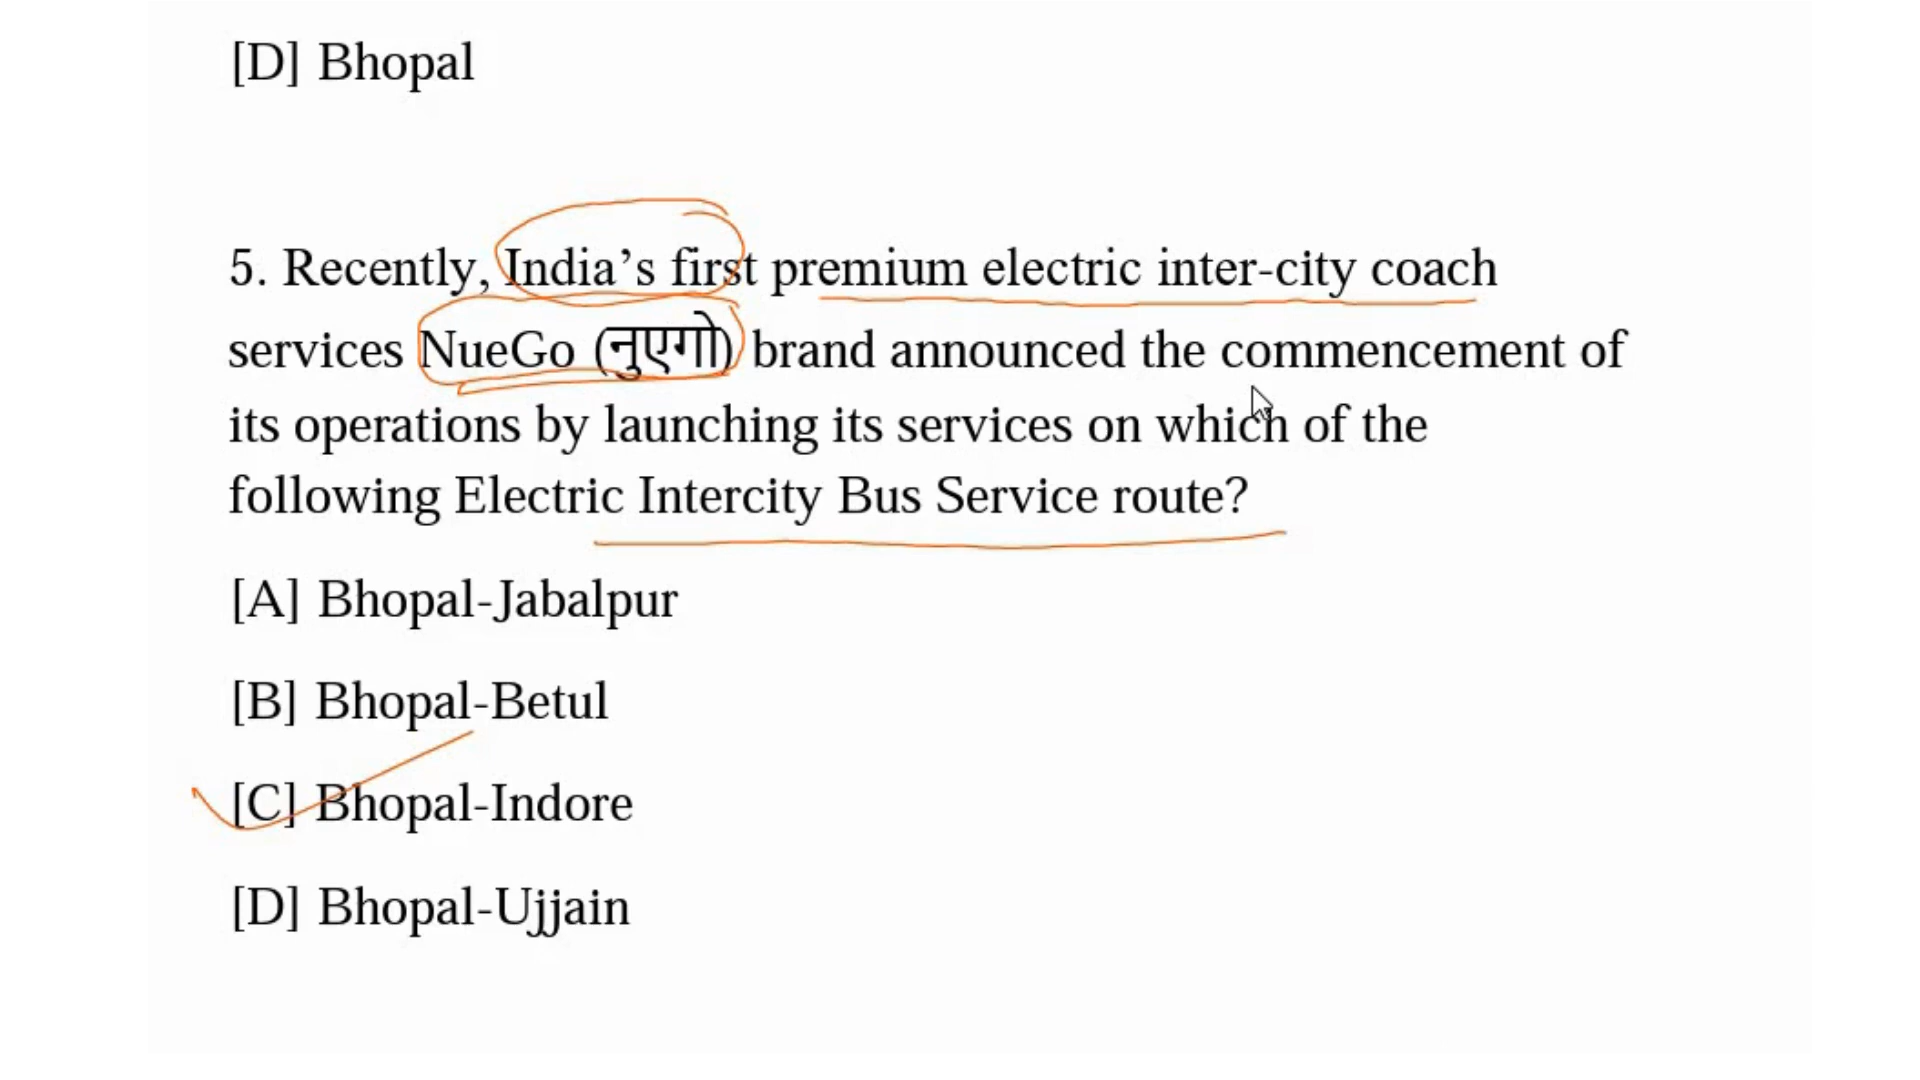 [D] Bhopal
5. Recently, India’s first premium electric inter-city coach
services NueGo (नुएगो) brand announced the commencement of
its operations by launching its services on which of the
following Electric Intercity Bus Service route?
[A] Bhopal-Jabalpur
[B] Bhopal-Betul
[C] Bhopal-Indore
[D] Bhopal-Ujjain